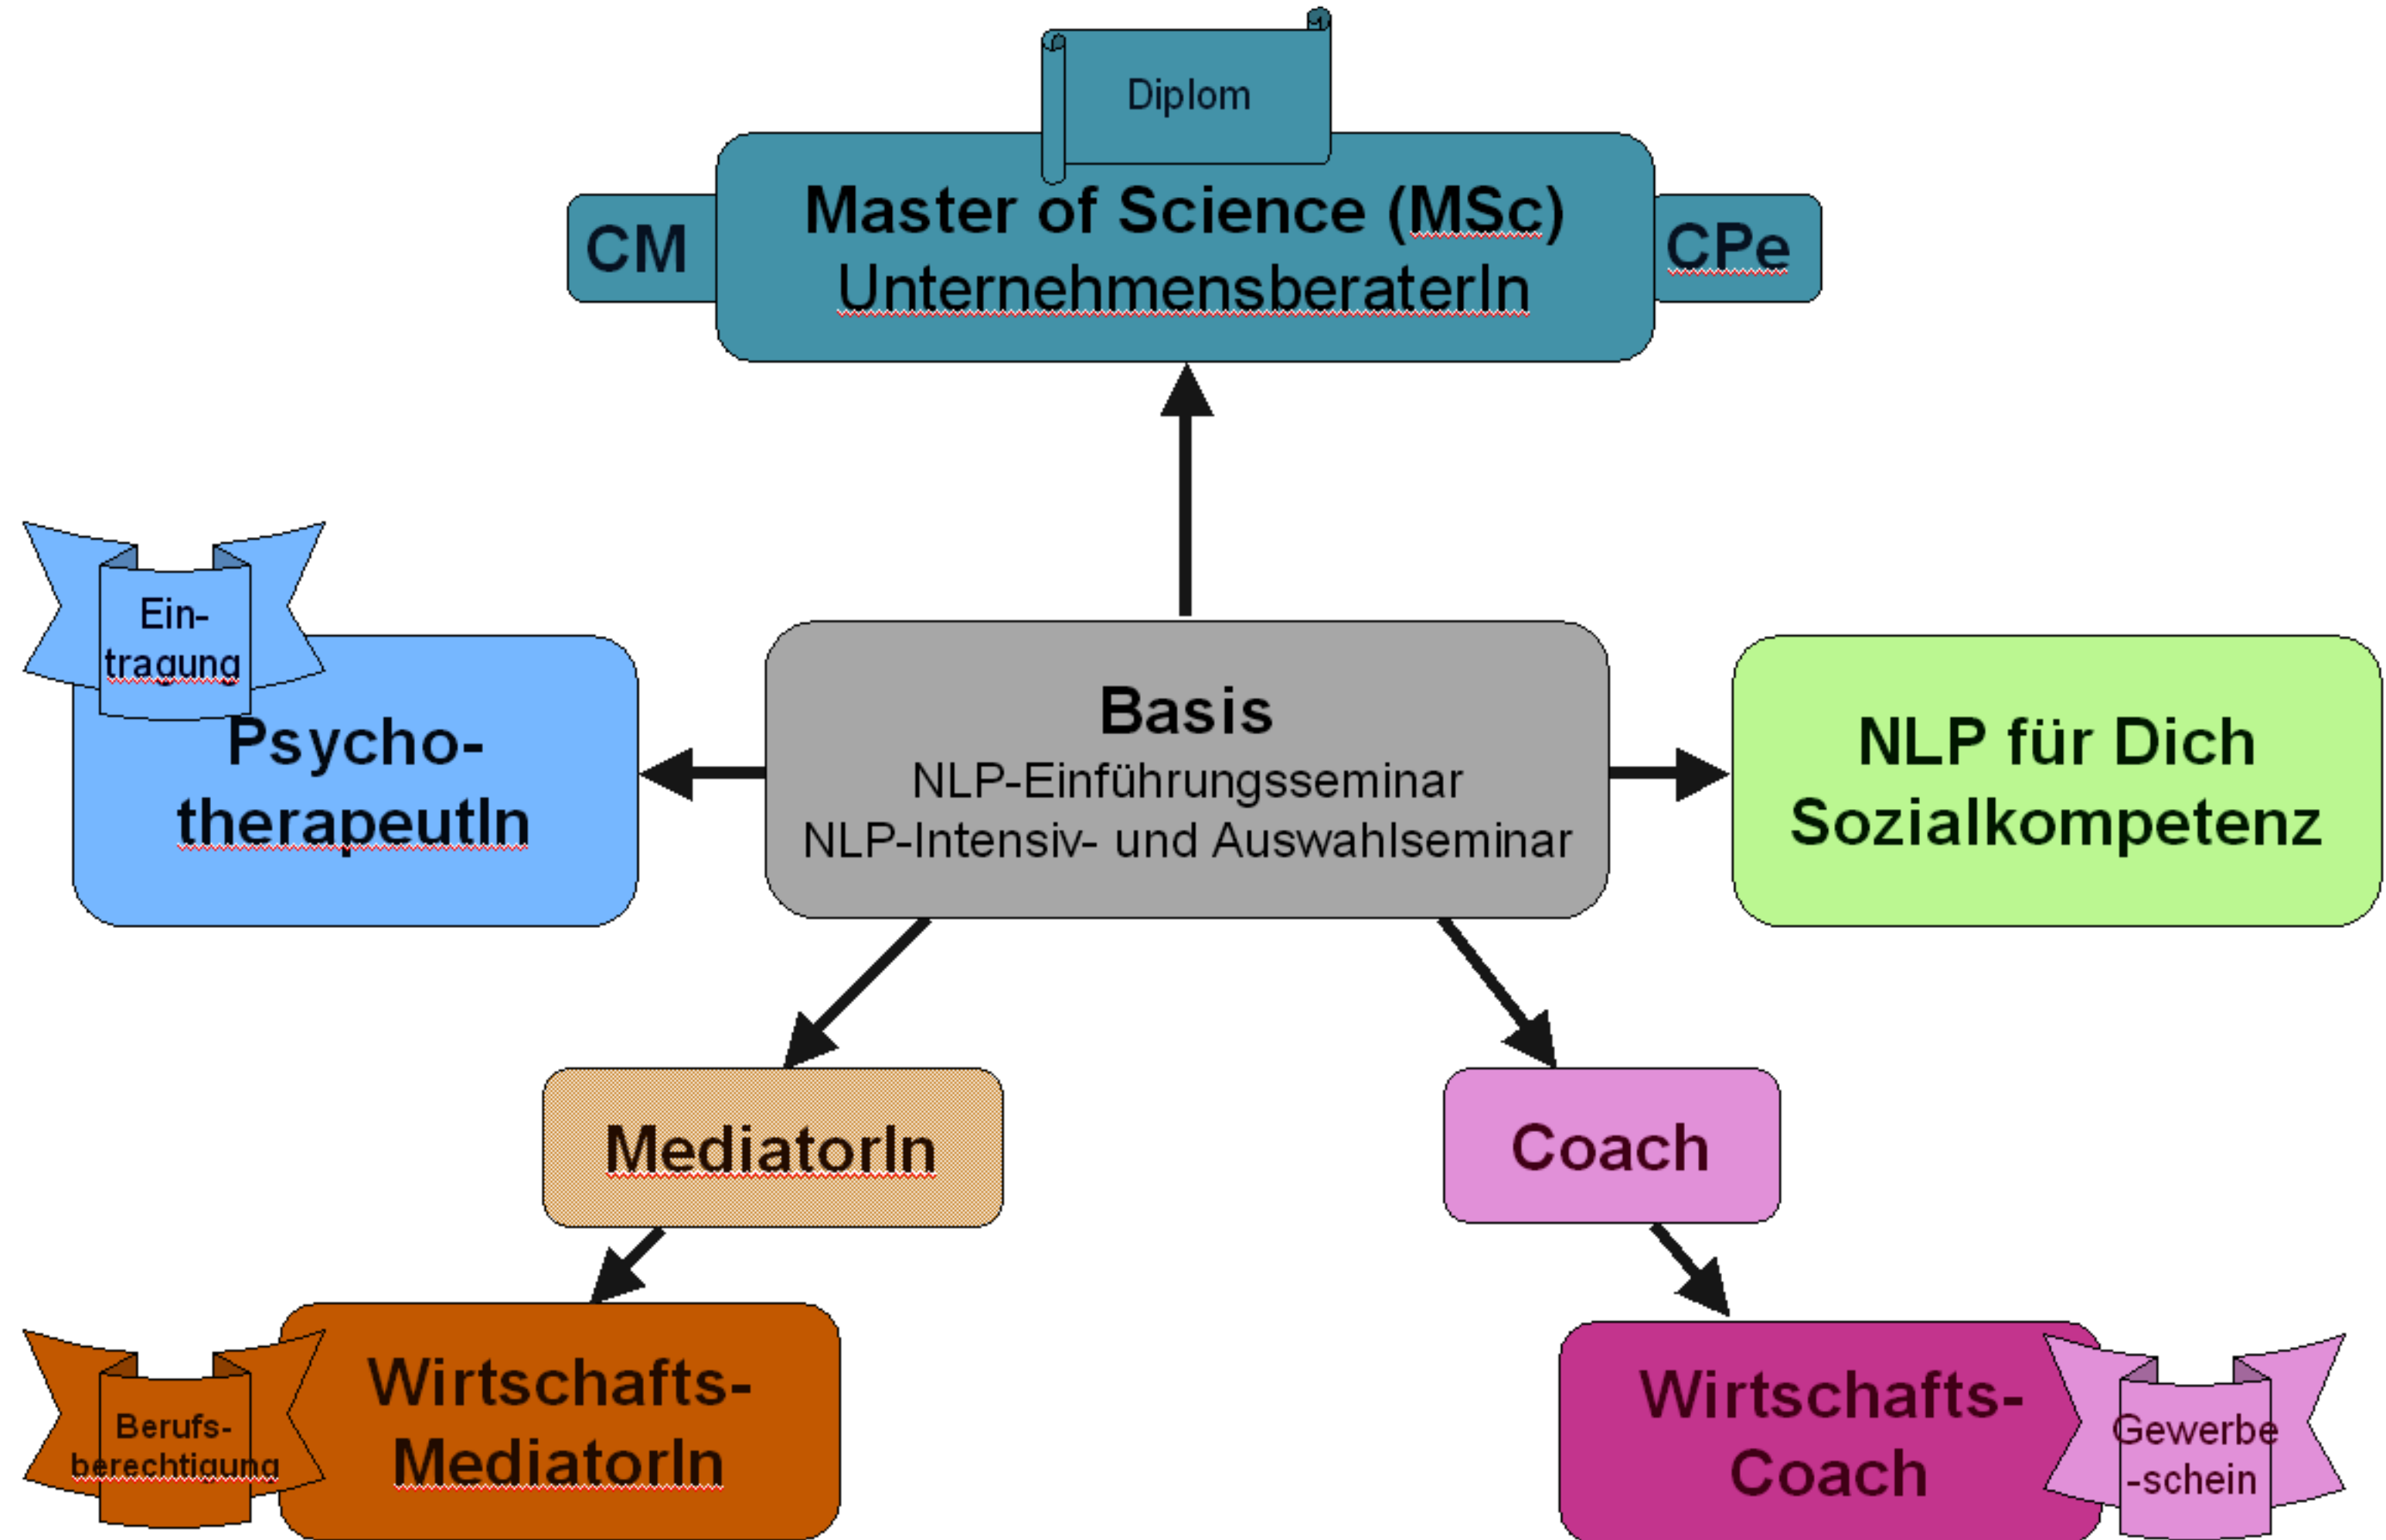 Diplom
CM
Master of Science (MSc)
UnternehmensberaterIn
CPe
Ein-
tragung
Psycho-
therapeutIn
Basis
NLP-Einführungsseminar
NLP-Intensiv- und Auswahlseminar
NLP für Dich
Sozialkompetenz
MediatorIn
Coach
Berufs-
berechtigung
Wirtschafts-
MediatorIn
Wirtschafts-
Coach
Gewerbe
-schein